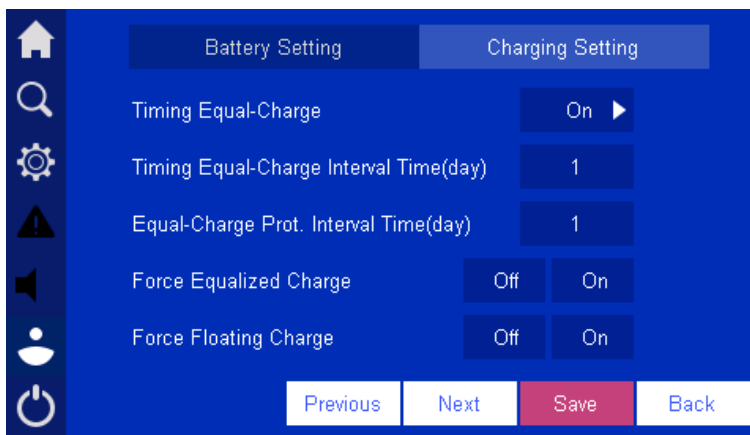 Battery Setting Charging Setting
Timing Equal-Charge On
Timing Equal-Charge Interval Time(day) 1
Equal-Charge Prot. Interval Time(day) 1
Force Equalized Charge Off On
Force Floating Charge Off On
Previous Next Save Back